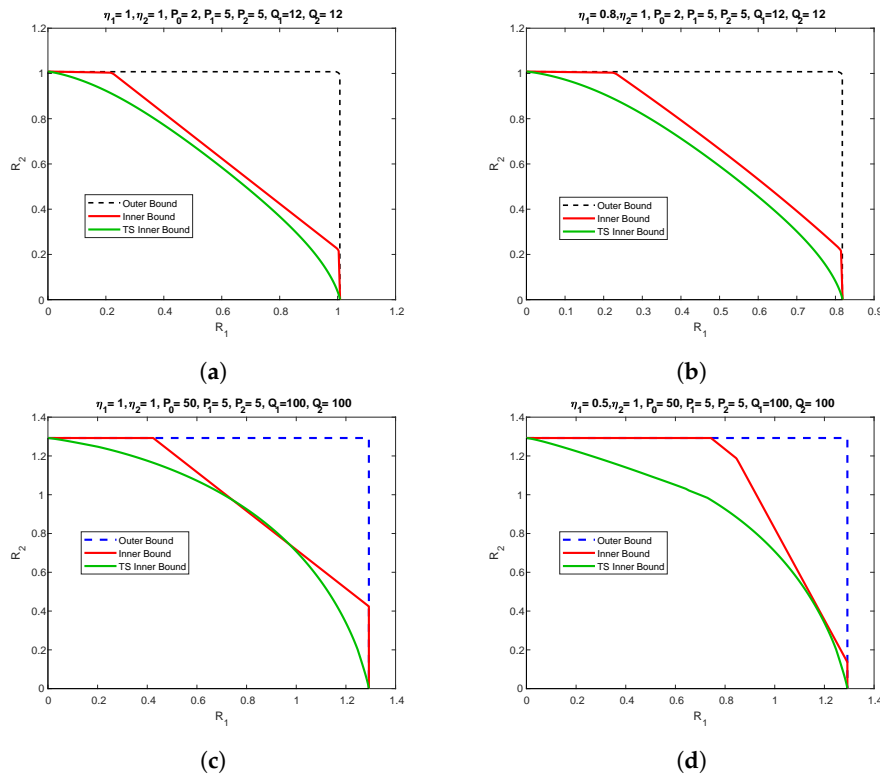 η1= 1, η2= 1, P0= 2, P1= 5, P2= 5, Q1=12, Q2= 12
1.2
1
0.8
0.6
0.4
0.2
0
R2
Outer Bound
Inner Bound
TS Inner Bound
0 0.2 0.4 0.6 0.8 1 1.2
R1
(a)
η1= 0.8,η2= 1, P0= 2, P1= 5, P2= 5, Q1=12, Q2= 12
1.2
1
0.8
0.6
0.4
0.2
0
R2
Outer Bound
Inner Bound
TS Inner Bound
0 0.1 0.2 0.3 0.4 0.5 0.6 0.7 0.8 0.9
R1
(b)
η1= 1, η2= 1, P0= 50, P1= 5, P2= 5, Q1=100, Q2= 100
1.4
1.2
1
0.8
0.6
0.4
0.2
0
R2
Outer Bound
Inner Bound
TS Inner Bound
0 0.2 0.4 0.6 0.8 1 1.2 1.4
R1
(c)
η1= 0.5,η2= 1, P0= 50, P1= 5, P2= 5, Q1=100, Q2= 100
1.4
1.2
1
0.8
0.6
0.4
0.2
0
R2
Outer Bound
Inner Bound
TS Inner Bound
0 0.2 0.4 0.6 0.8 1 1.2 1.4
R1
(d)